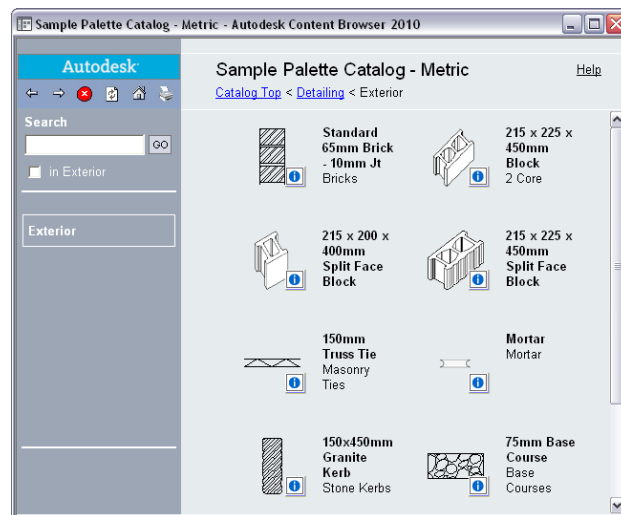 Sample Palette Catalog - Metric - Autodesk Content Browser 2010
Autodesk
Search
GO
in Exterior
Exterior
Sample Palette Catalog - Metric
Help
Catalog Top < Detailing < Exterior
Standard
65mm Brick
- 10mm Jt
Bricks
215 x 225 x
450mm
Block
2 Core
215 x 200 x
400mm
Split Face
Block
215 x 225 x
450mm
Split Face
Block
150mm
Truss Tie
Masonry
Ties
Mortar
Mortar
150x450mm
Granite
Kerb
Stone Kerbs
75mm Base
Course
Base
Courses